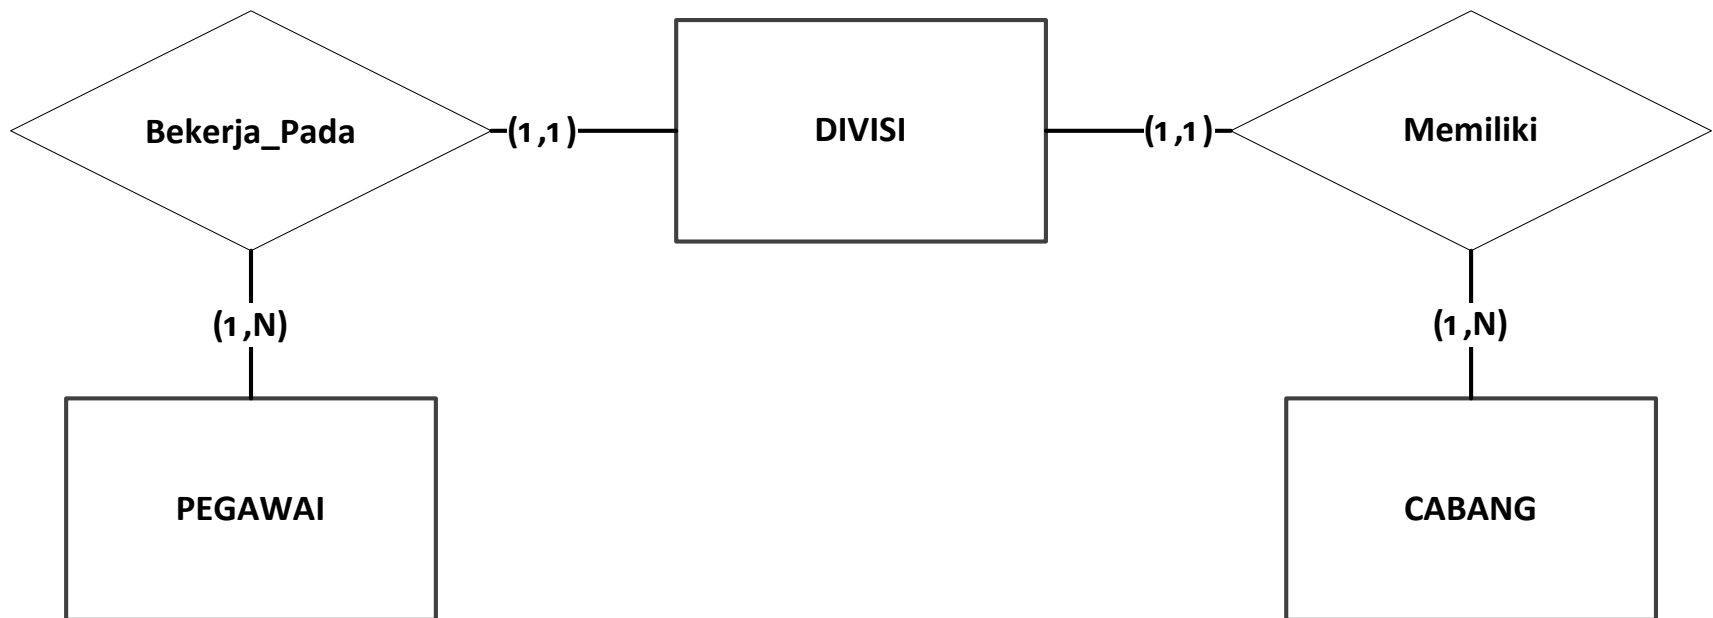 Bekerja_Pada
(1,1)
DIVISI
(1,1)
Memiliki
(1,N)
(1,N)
PEGAWAI
CABANG